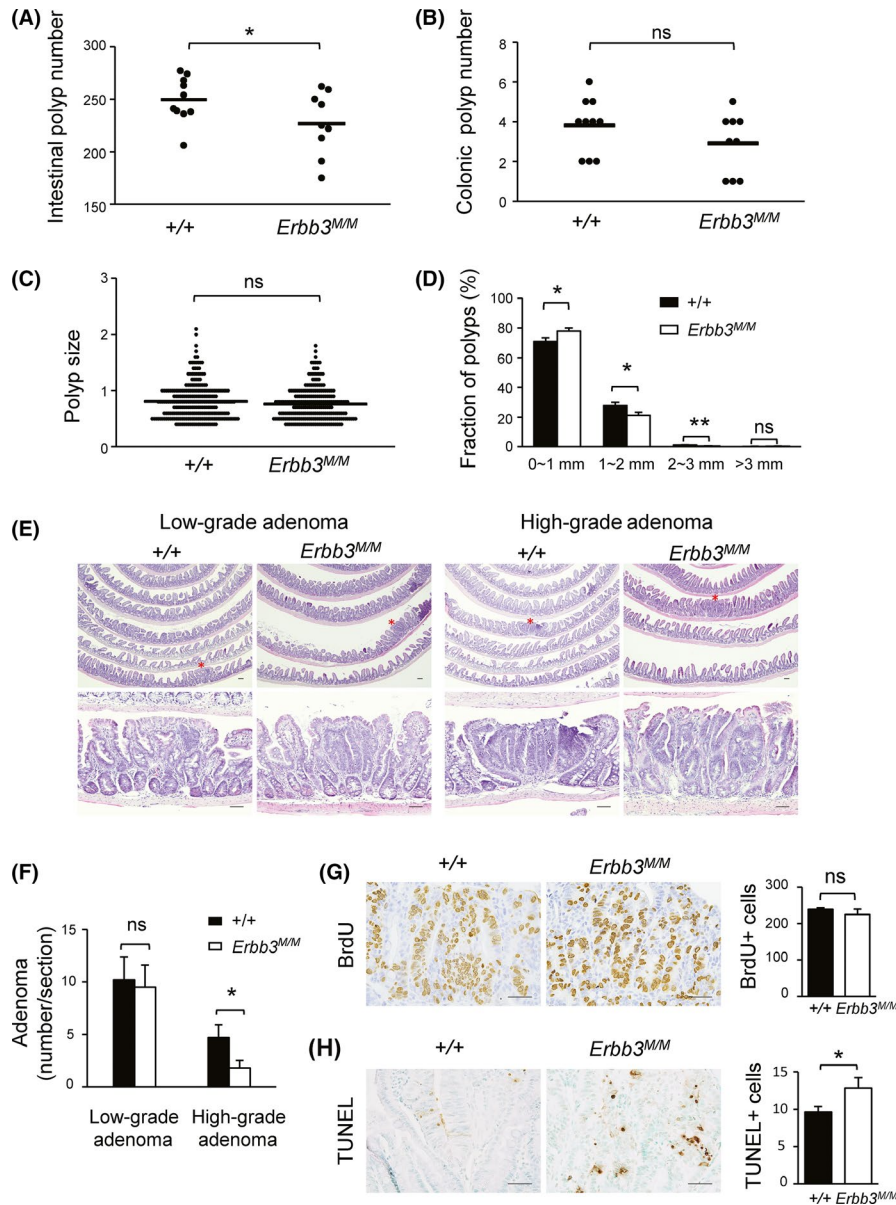 (A)
*
Intestinal polyp number
300
250
200
150
+/+
Erbb3M/M
(B)
ns
Colonic polyp number
8
6
4
2
0
+/+
Erbb3M/M
(C)
ns
Polyp size
3
2
1
0
+/+
Erbb3M/M
(D)
Fraction of polyps (%)
100
80
60
40
20
0
+/+
Erbb3M/M
*
*
**
ns
0~1 mm
1~2 mm
2~3 mm
>3 mm
(E)
Low-grade adenoma
High-grade adenoma
+/+
Erbb3M/M
+/+
Erbb3M/M
*
*
*
*
(F)
Adenoma
(number/section)
15
10
5
0
+/+
Erbb3M/M
ns
*
Low-grade
adenoma
High-grade
adenoma
(G)
+/+
Erbb3M/M
BrdU
BrdU+ cells
300
200
100
0
ns
+/+ Erbb3M/M
(H)
+/+
Erbb3M/M
TUNEL
TUNEL+ cells
15
10
5
0
*
+/+ Erbb3M/M